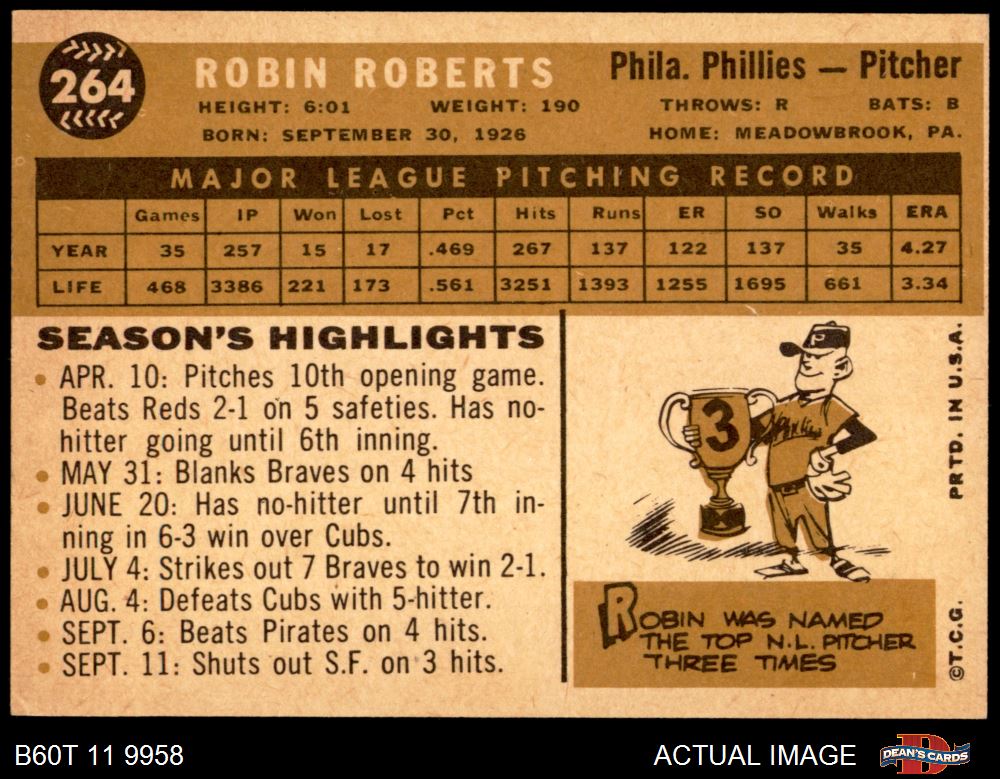 264
ROBIN ROBERTS
Phila. Phillies — Pitcher
HEIGHT: 6:01 WEIGHT: 190 THROWS: R BATS: B
BORN: SEPTEMBER 30, 1926 HOME: MEADOWBROOK, PA.
MAJOR LEAGUE PITCHING RECORD
Games IP Won Lost Pct Hits Runs ER SO Walks ERA
YEAR 35 257 15 17 .469 267 137 122 137 35 4.27
LIFE 468 3386 221 173 .561 3251 1393 1255 1695 661 3.34
SEASON'S HIGHLIGHTS
• APR. 10: Pitches 10th opening game.
Beats Reds 2-1 on 5 safeties. Has no-
hitter going until 6th inning.
• MAY 31: Blanks Braves on 4 hits
• JUNE 20: Has no-hitter until 7th in-
ning in 6-3 win over Cubs.
• JULY 4: Strikes out 7 Braves to win 2-1.
• AUG. 4: Defeats Cubs with 5-hitter.
• SEPT. 6: Beats Pirates on 4 hits.
• SEPT. 11: Shuts out S.F. on 3 hits.
P
3
ROBIN WAS NAMED
THE TOP N.L. PITCHER
THREE TIMES
PRTD. IN U.S.A.
©T.C.G.
B60T 11 9958
ACTUAL IMAGE
DEAN'S CARDS